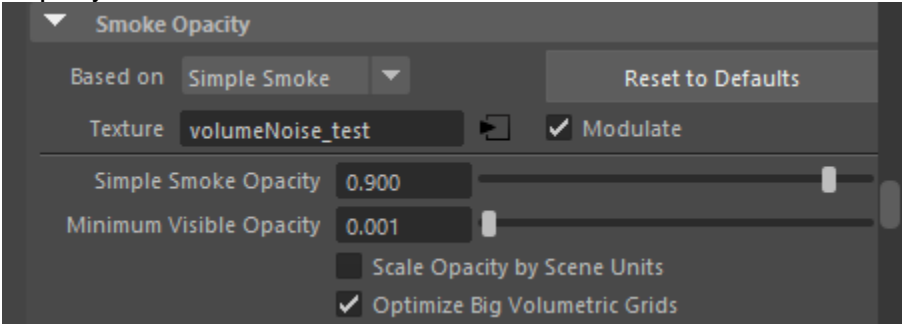 Smoke Opacity
Based on Simple Smoke Reset to Defaults
Texture volumeNoise_test Modulate
Simple Smoke Opacity 0.900
Minimum Visible Opacity 0.001
Scale Opacity by Scene Units
Optimize Big Volumetric Grids